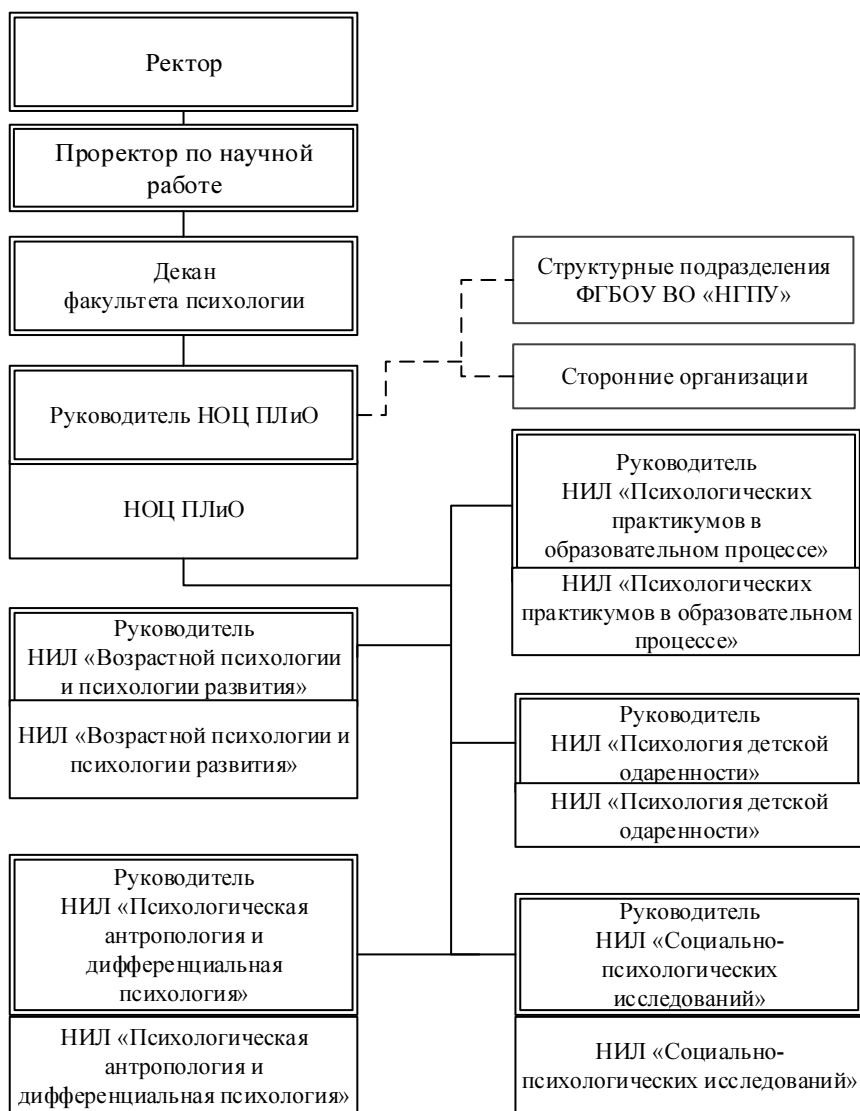 Ректор
Проректор по научной
работе
Декан
факультета психологии
Руководитель НОЦ ПЛиО
НОЦ ПЛиО
Структурные подразделения
ФГБОУ ВО «НГПУ»
Сторонние организации
Руководитель
НИЛ «Психологических
практикумов в
образовательном процессе»
НИЛ «Психологических
практикумов в образовательном
процессе»
Руководитель
НИЛ «Возрастной психологии
и психологии развития»
НИЛ «Возрастной психологии и
психологии развития»
Руководитель
НИЛ «Психология детской
одаренности»
НИЛ «Психология детской
одаренности»
Руководитель
НИЛ «Психологическая
антропология и
дифференциальная
психология»
НИЛ «Психологическая
антропология и
дифференциальная психология»
Руководитель
НИЛ «Социально-
психологических
исследований»
НИЛ «Социально-
психологических исследований»